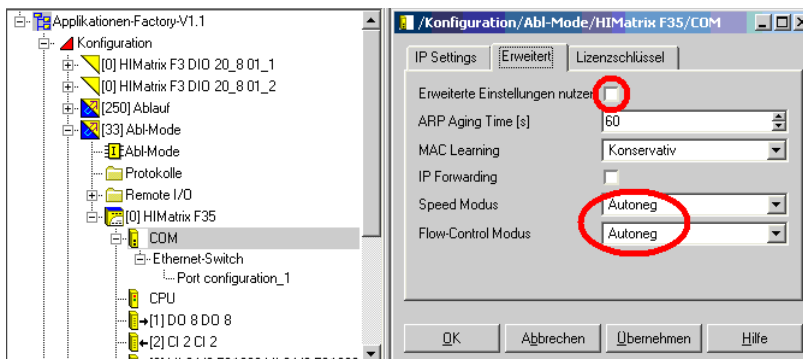 Applikationen-Factory-V1.1
Konfiguration
[0] HIMatrix F3 DIO 20_8 01_1
[0] HIMatrix F3 DIO 20_8 01_2
[250] Ablauf
[33] Abl-Mode
Abl-Mode
Protokolle
Remote I/O
[0] HIMatrix F35
COM
Ethernet-Switch
Port configuration_1
CPU
[1] DO 8 DO 8
[2] CI 2 CI 2
/Konfiguration/Abl-Mode/HIMatrix F35/COM
IP Settings
Erweitert
Lizenzschlüssel
Erweiterte Einstellungen nutzen
ARP Aging Time [s]
60
MAC Learning
Konservativ
IP Forwarding
Speed Modus
Autoneg
Flow-Control Modus
Autoneg
OK
Abbrechen
Übernehmen
Hilfe